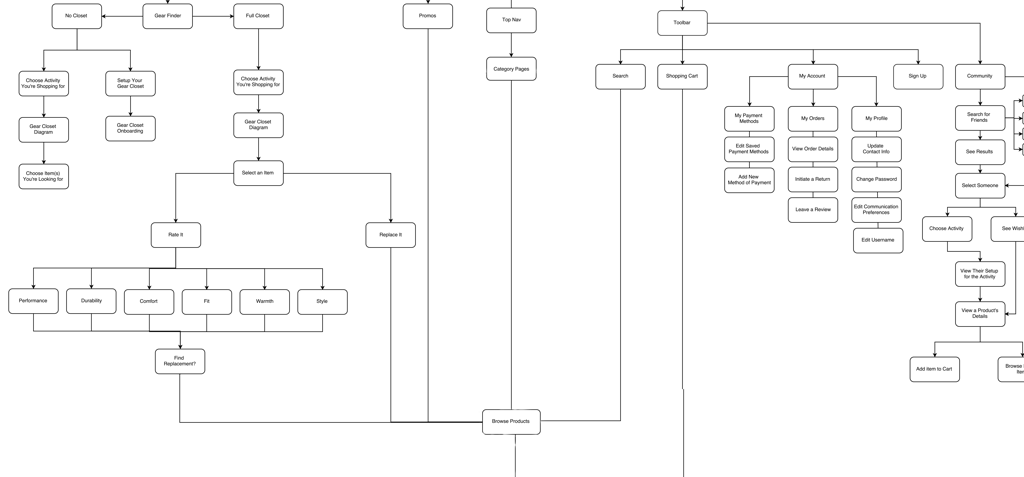 No Closet
Gear Finder
Full Closet
Promos
Top Nav
Toolbar
Category Pages
Search
Shopping Cart
My Account
Sign Up
Community
Choose Activity
You're Shopping for
Setup Your
Gear Closet
Choose Activity
You're Shopping for
Gear Closet
Diagram
Gear Closet
Onboarding
Gear Closet
Diagram
My Payment
Methods
My Orders
My Profile
Search for
Friends
Edit Saved
Payment Methods
View Order Details
Update
Contact Info
See Results
Choose Item(s)
You're Looking for
Select an Item
Add New
Method of Payment
Initiate a Return
Change Password
Select Someone
Leave a Review
Edit Communication
Preferences
Rate It
Replace It
Edit Username
Choose Activity
See
View Their Setup
for the Activity
Performance
Durability
Comfort
Fit
Warmth
Style
View a Product's
Details
Find
Replacement?
Add item to Cart
Browse
Browse Products